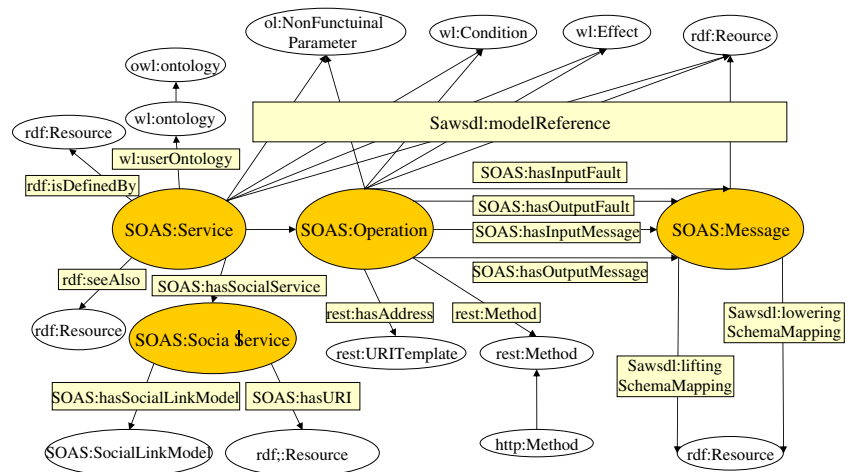 ol:NonFunctuinal
Parameter
wl:Condition
wl:Effect
rdf:Reource
owl:ontology
wl:ontology
Sawsdl:modelReference
rdf:Resource
wl:userOntology
rdf:isDefinedBy
SOAS:hasInputFault
SOAS:hasOutputFault
SOAS:Service
SOAS:Operation
SOAS:hasInputMessage
SOAS:Message
SOAS:hasOutputMessage
rdf:seeAlso
SOAS:hasSocialService
rest:hasAddress
rest:Method
Sawsdl:lowering
SchemaMapping
rdf:Resource
SOAS:Socia Service
rest:URITemplate
rest:Method
Sawsdl:lifting
SchemaMapping
SOAS:hasSocialLinkModel
SOAS:hasURI
SOAS:SocialLinkModel
rdf;:Resource
http:Method
rdf:Resource